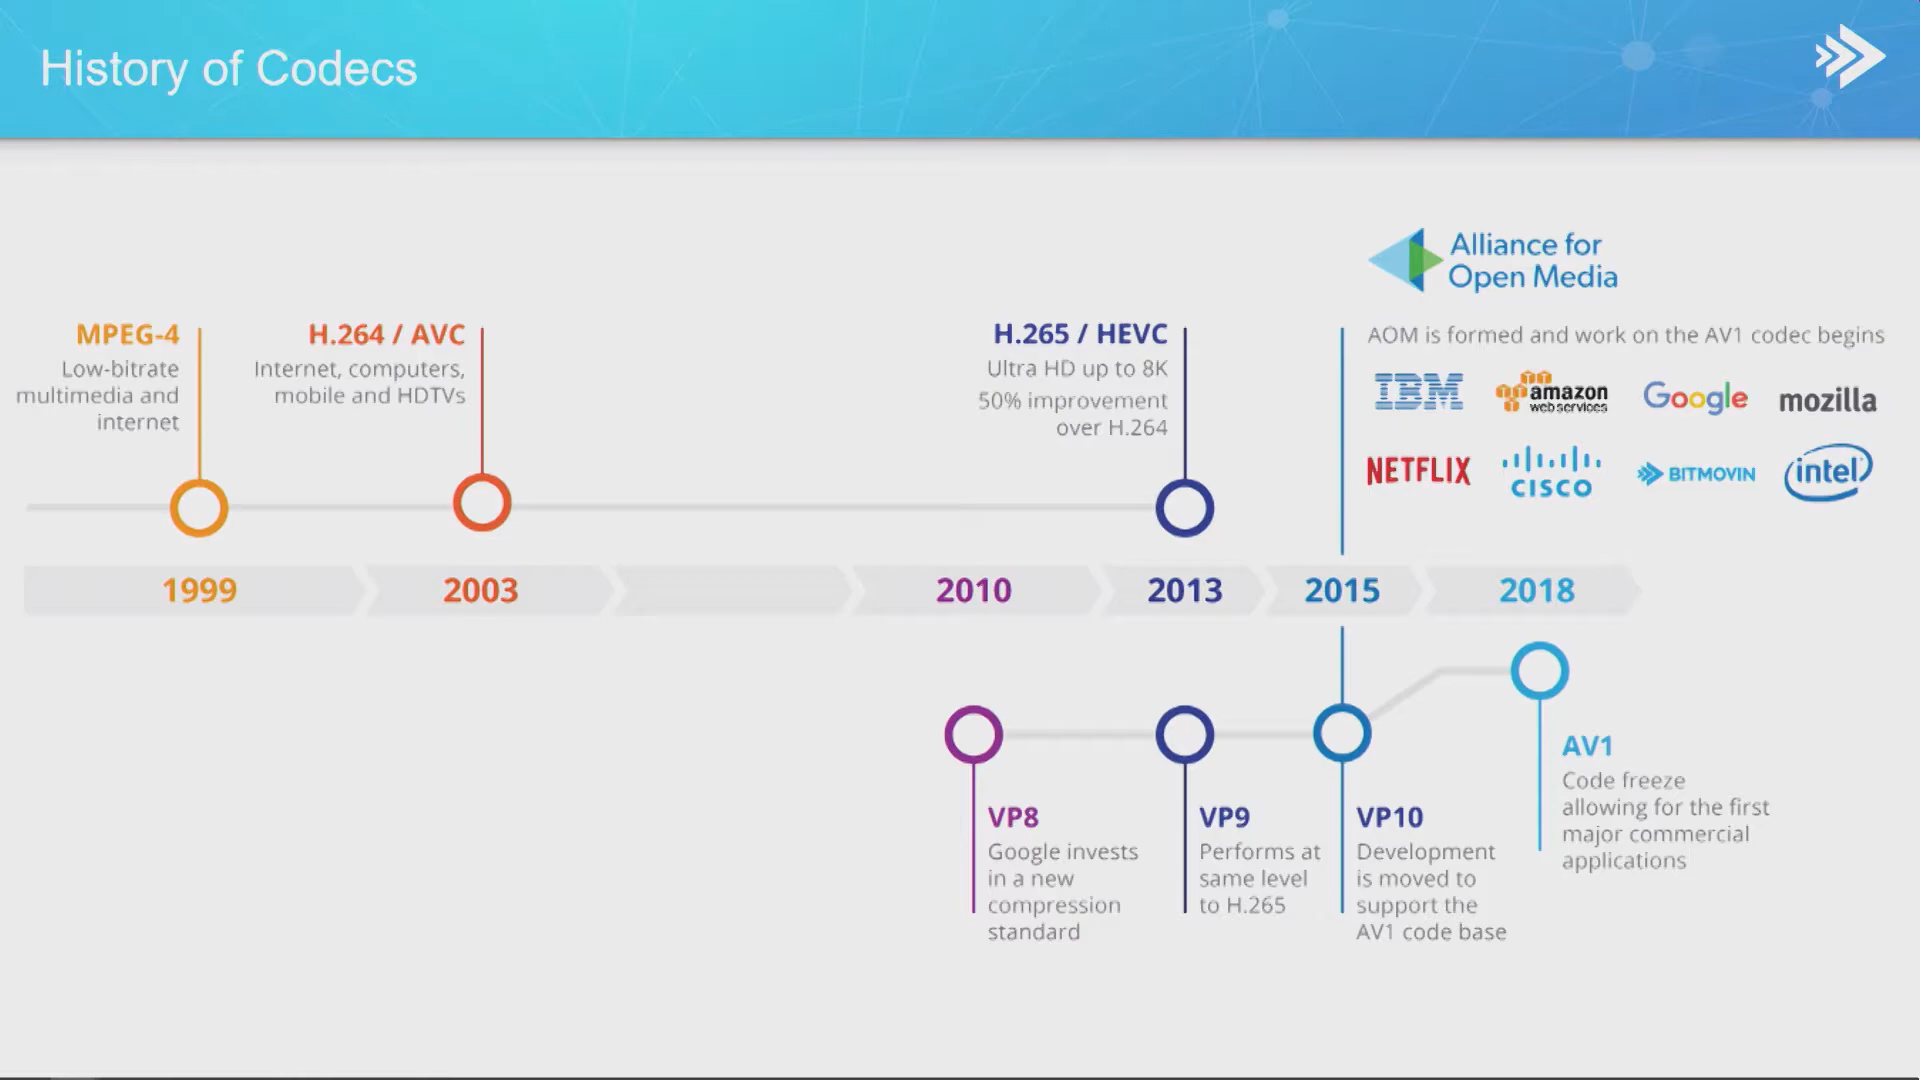 History of Codecs
Alliance for
Open Media
MPEG-4
Low-bitrate
multimedia and
internet
H.264 / AVC
Internet, computers,
mobile and HDTVs
H.265 / HEVC
Ultra HD up to 8K
50% improvement
over H.264
AOM is formed and work on the AV1 codec begins
IBM
amazon
webservices
Google
mozilla
NETFLIX
CISCO
BITMOVIN
intel
1999
2003
2010
2013
2015
2018
VP8
Google invests
in a new
compression
standard
VP9
Performs at
same level
to H.265
VP10
Development
is moved to
support the
AV1 code base
AV1
Code freeze
allowing for the first
major commercial
applications